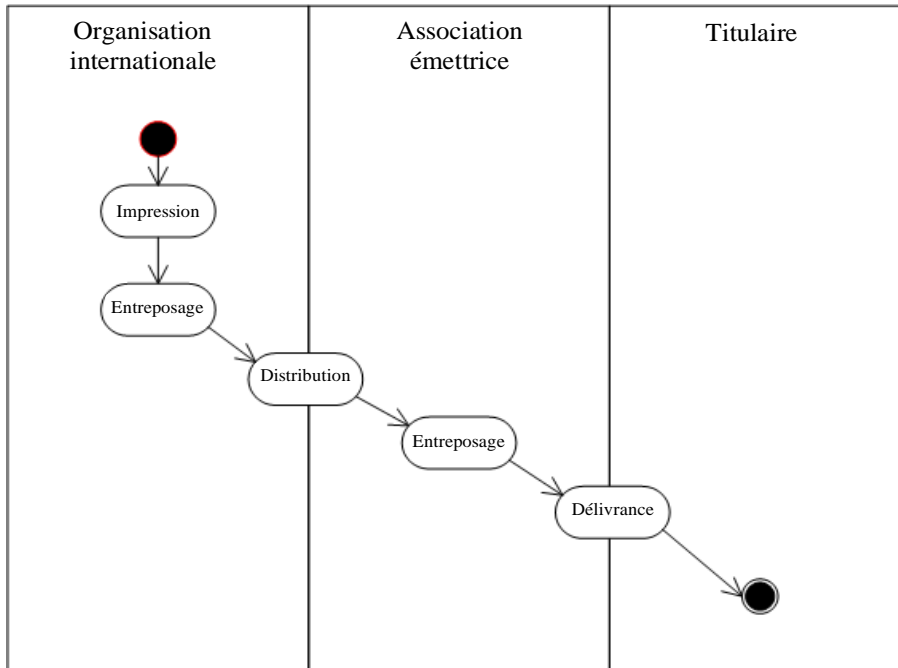 Organisation
internationale
Association
émettrice
Titulaire
Impression
Entreposage
Distribution
Entreposage
Délivrance